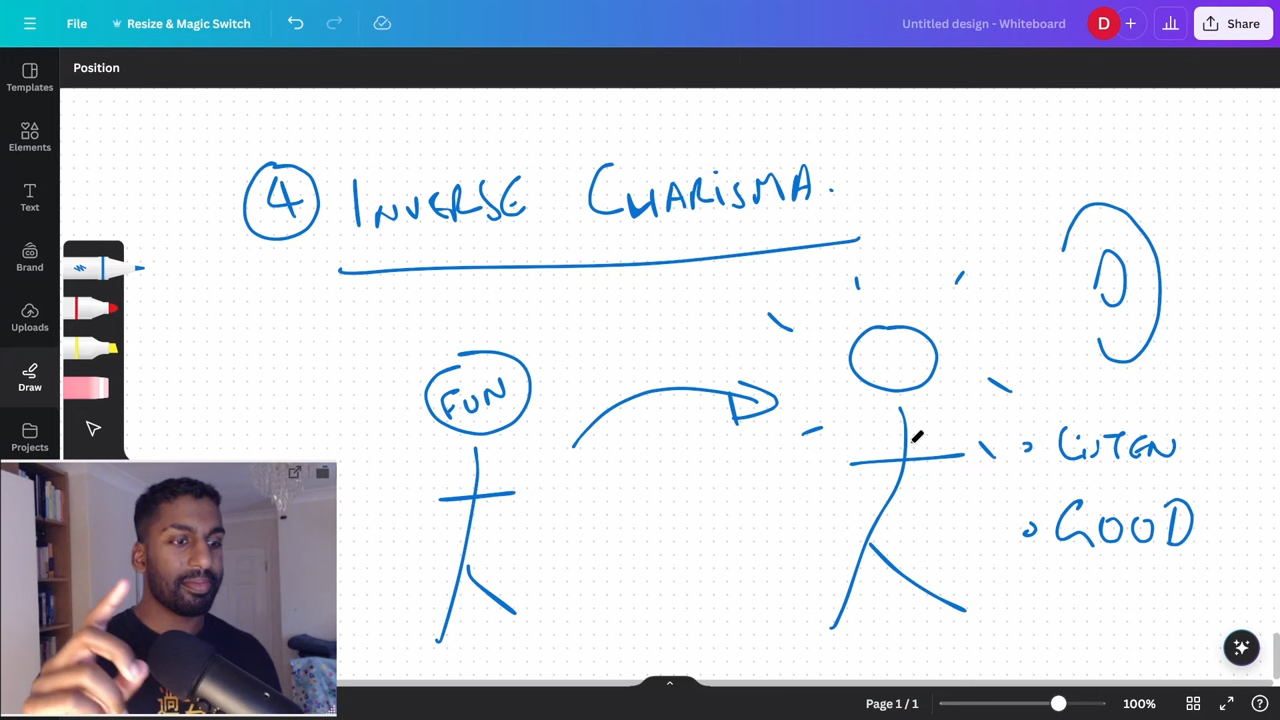 File
Resize & Magic Switch
Untitled design - Whiteboard
D
Share
Templates
Elements
Text
Brand
Uploads
Draw
Projects
Position
4 INVERSE CHARISMA.
FUN
LISTEN
GOOD
Page 1 / 1
100%